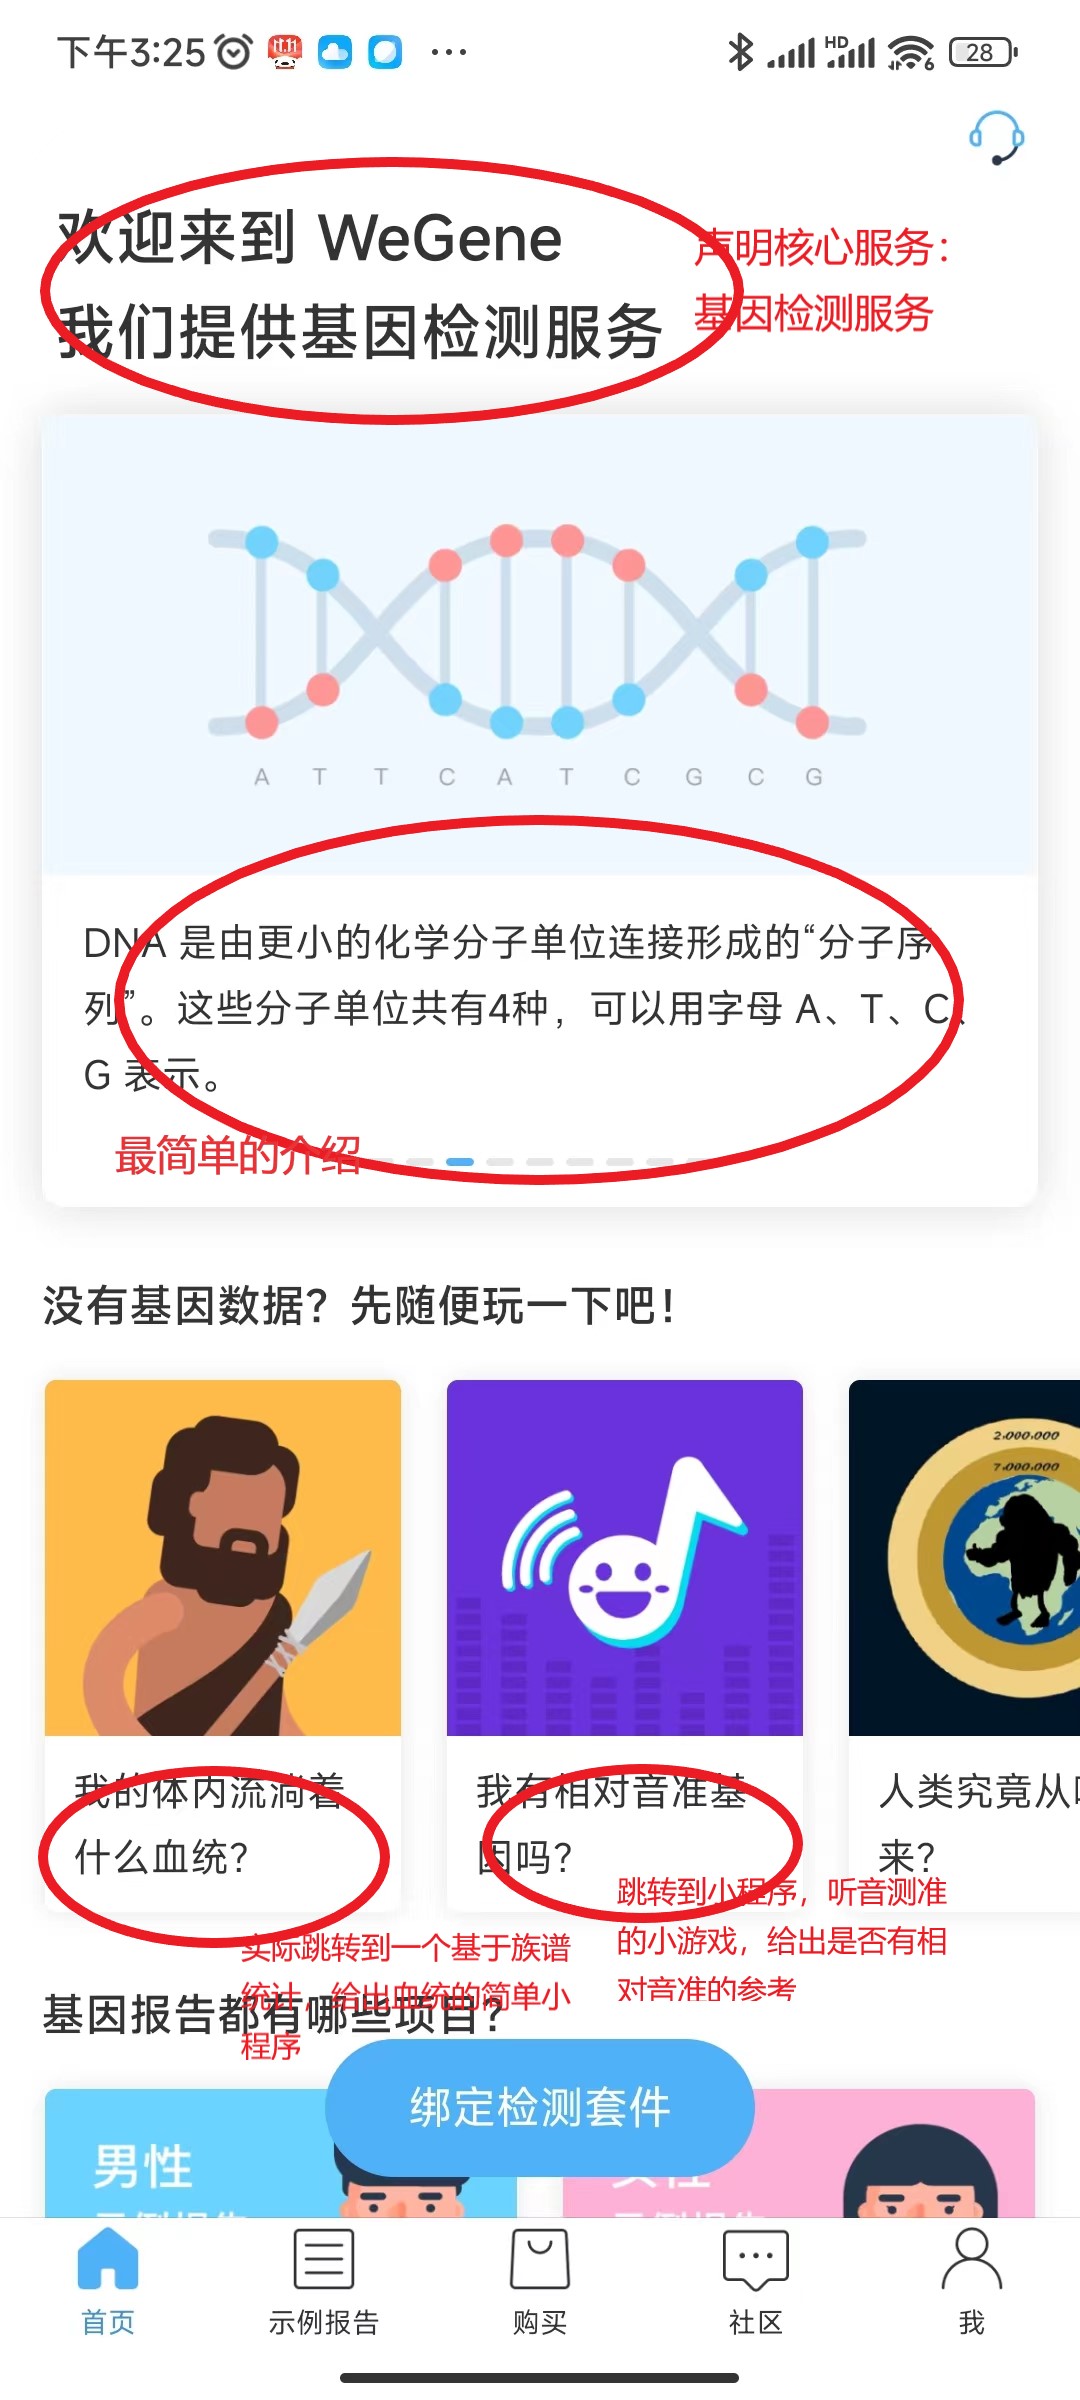 下午3:25
HD
6
28
欢迎来到 WeGene
我们提供基因检测服务
声明核心服务：
基因检测服务
A T T C A T C G C G
DNA 是由更小的化学分子单位连接形成的“分子序
列”。这些分子单位共有4种，可以用字母 A、T、C、
G 表示。
最简单的介绍
没有基因数据？先随便玩一下吧！
2,000,000
7,000,000
我的体内流淌着
什么血统？
我有相对音准基
因吗？
人类究竟从
来？
实际跳转到一个基于族谱
统计，给出血统的简单小
程序
跳转到小程序，听音测准
的小游戏，给出是否有相
对音准的参考
基因报告都有哪些项目？
绑定检测套件
男性
女性
首页
示例报告
购买
社区
我